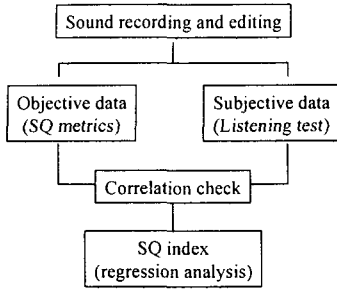 Sound recording and editing
Objective data
(SQ metrics)
Subjective data
(Listening test)
Correlation check
SQ index
(regression analysis)